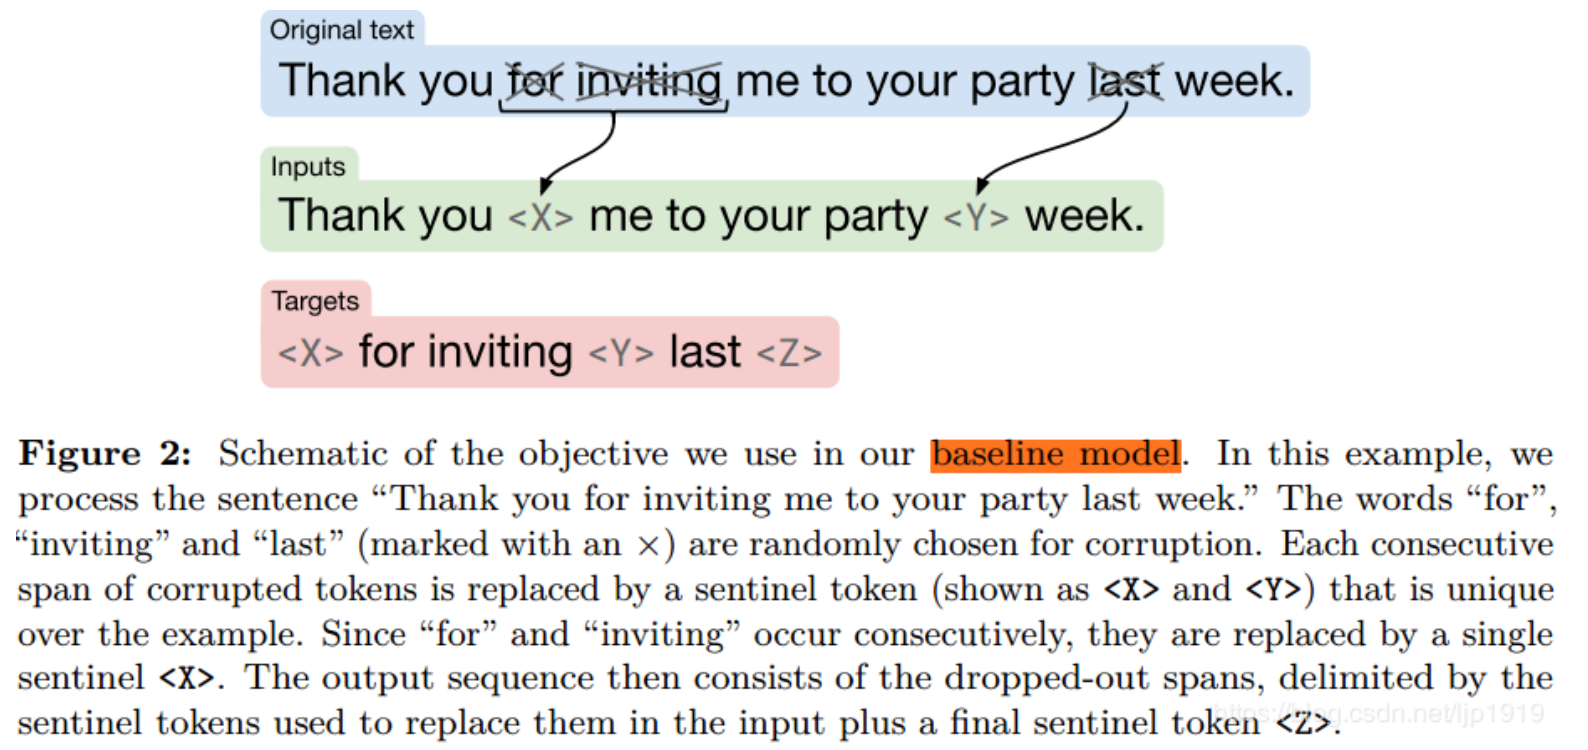 Original text
Thank you for inviting me to your party last week.
Inputs
Thank you <X> me to your party <Y> week.
Targets
<X> for inviting <Y> last <Z>
Figure 2: Schematic of the objective we use in our baseline model. In this example, we
process the sentence “Thank you for inviting me to your party last week.” The words “for”,
“inviting” and “last” (marked with an ×) are randomly chosen for corruption. Each consecutive
span of corrupted tokens is replaced by a sentinel token (shown as <X> and <Y>) that is unique
over the example. Since “for” and “inviting” occur consecutively, they are replaced by a single
sentinel <X>. The output sequence then consists of the dropped-out spans, delimited by the
sentinel tokens used to replace them in the input plus a final sentinel token <Z>.
https://blog.csdn.net/ljp1919